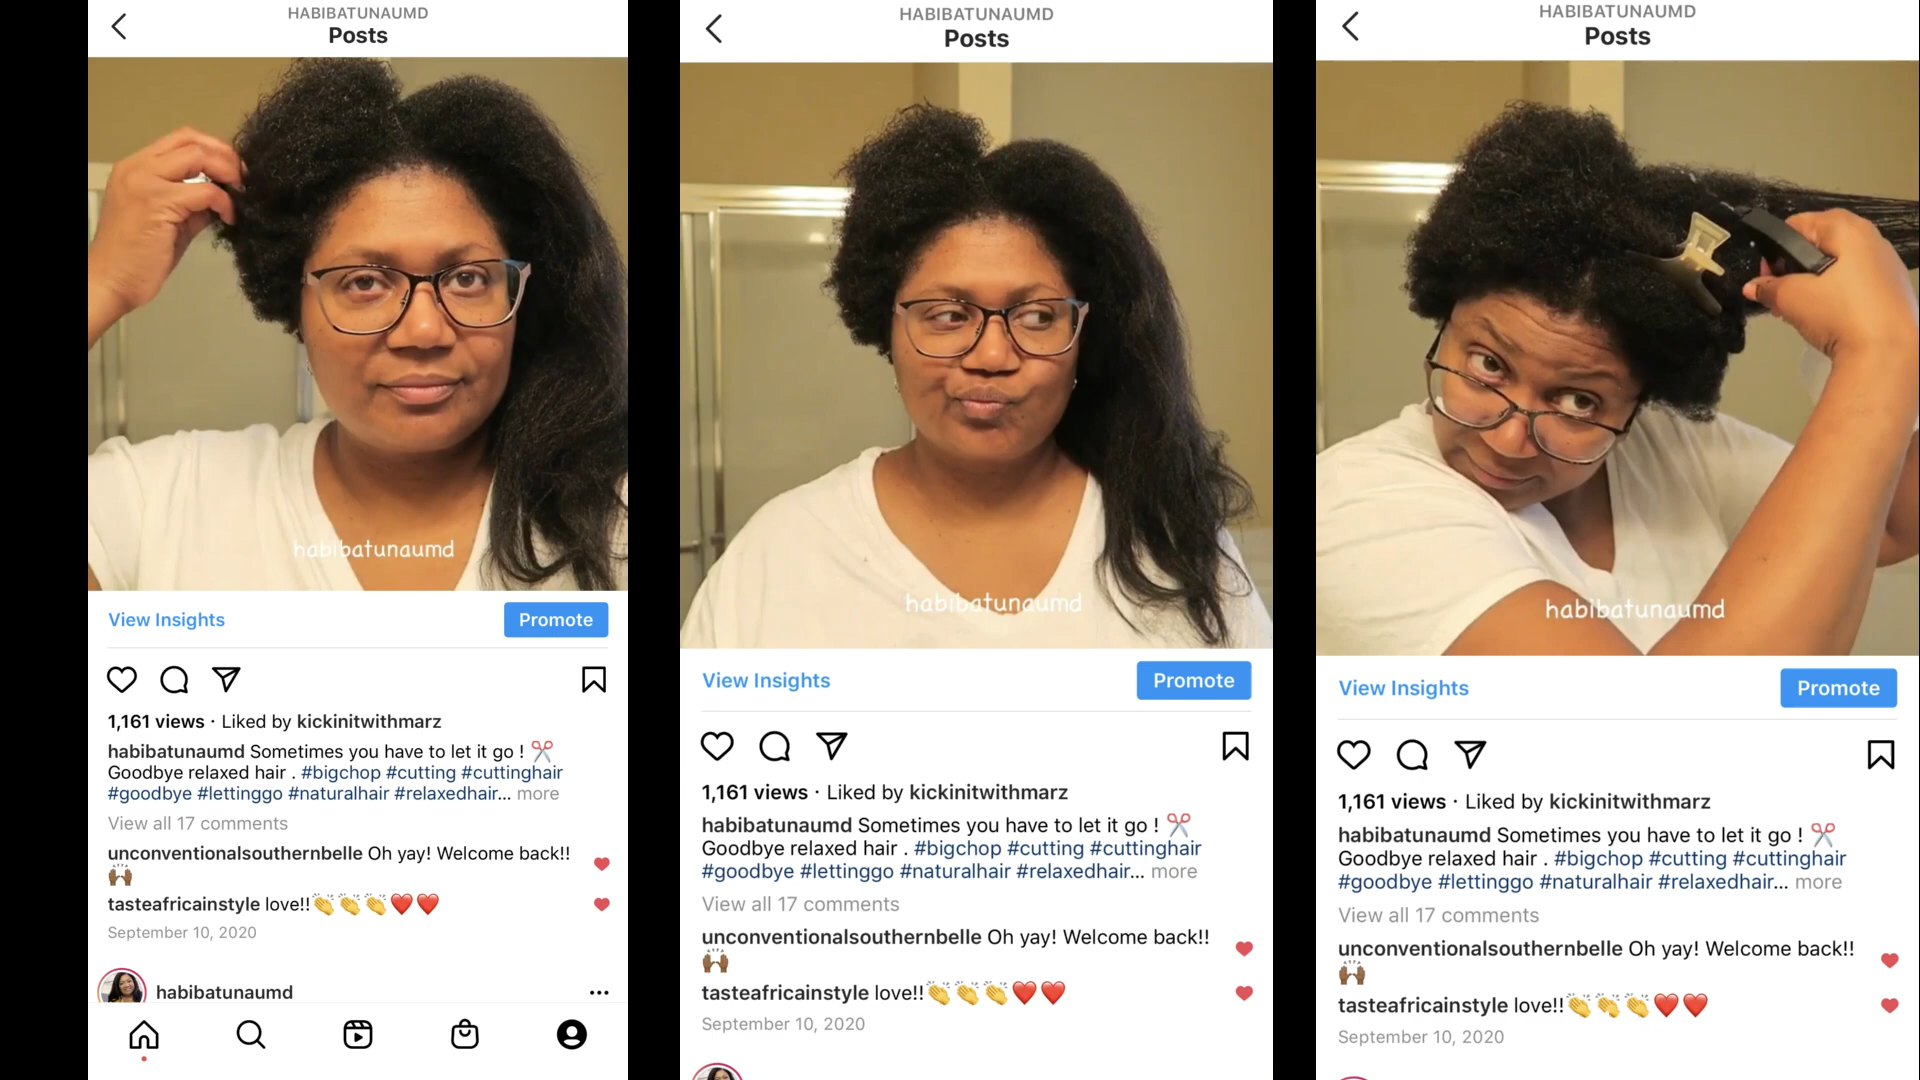 HABIBATUNAUMD
Posts
habibatunaumd
View Insights
Promote
1,161 views · Liked by kickinitwithmarz
habibatunaumd Sometimes you have to let it go ! ✂️
Goodbye relaxed hair . #bigchop #cutting #cuttinghair
#goodbye #lettinggo #naturalhair #relaxedhair... more
View all 17 comments
unconventionalsouthernbelle Oh yay! Welcome back!!
🙌🏾
tasteafricainstyle love!!👏👏👏❤️❤️
September 10, 2020
habibatunaumd
HABIBATUNAUMD
Posts
habibatunaumd
View Insights
Promote
1,161 views · Liked by kickinitwithmarz
habibatunaumd Sometimes you have to let it go ! ✂️
Goodbye relaxed hair . #bigchop #cutting #cuttinghair
#goodbye #lettinggo #naturalhair #relaxedhair... more
View all 17 comments
unconventionalsouthernbelle Oh yay! Welcome back!!
🙌🏾
tasteafricainstyle love!!👏👏👏❤️❤️
September 10, 2020
HABIBATUNAUMD
Posts
habibatunaumd
View Insights
Promote
1,161 views · Liked by kickinitwithmarz
habibatunaumd Sometimes you have to let it go ! ✂️
Goodbye relaxed hair . #bigchop #cutting #cuttinghair
#goodbye #lettinggo #naturalhair #relaxedhair... more
View all 17 comments
unconventionalsouthernbelle Oh yay! Welcome back!!
🙌🏾
tasteafricainstyle love!!👏👏👏❤️❤️
September 10, 2020